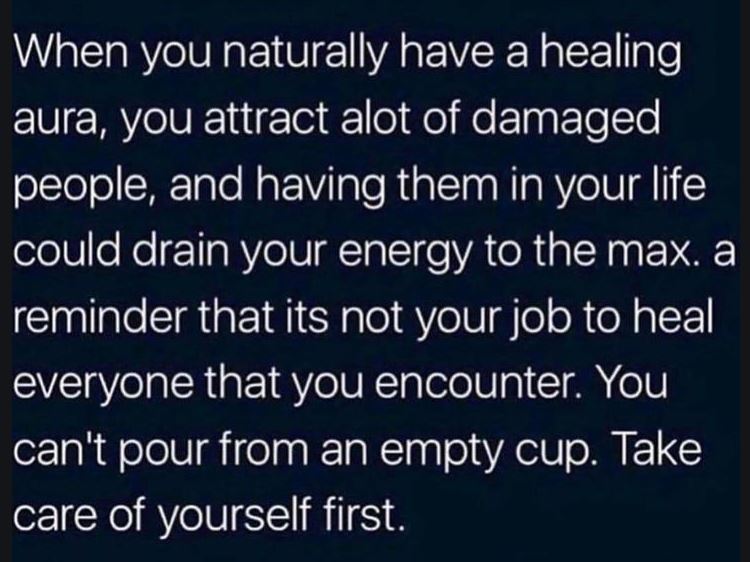 When you naturally have a healing
aura, you attract alot of damaged
people, and having them in your life
could drain your energy to the max. a
reminder that its not your job to heal
everyone that you encounter. You
can't pour from an empty cup. Take
care of yourself first.